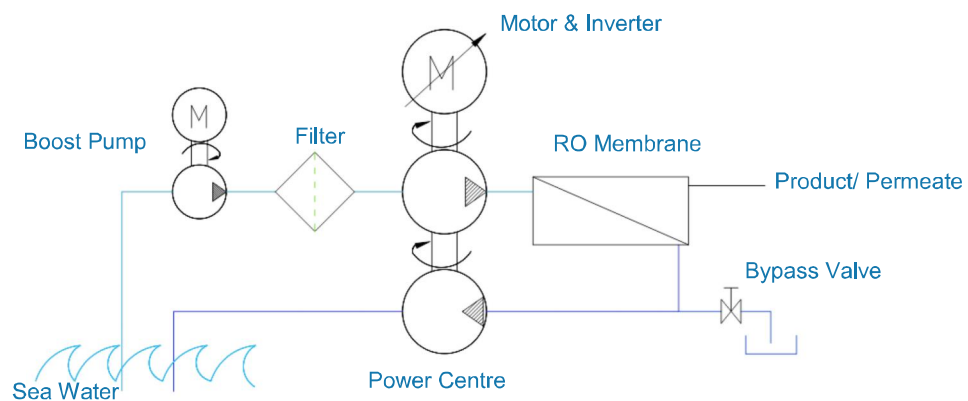 Motor & Inverter
M
M
Boost Pump
Filter
RO Membrane
Product/ Permeate
Bypass Valve
Power Centre
Sea Water